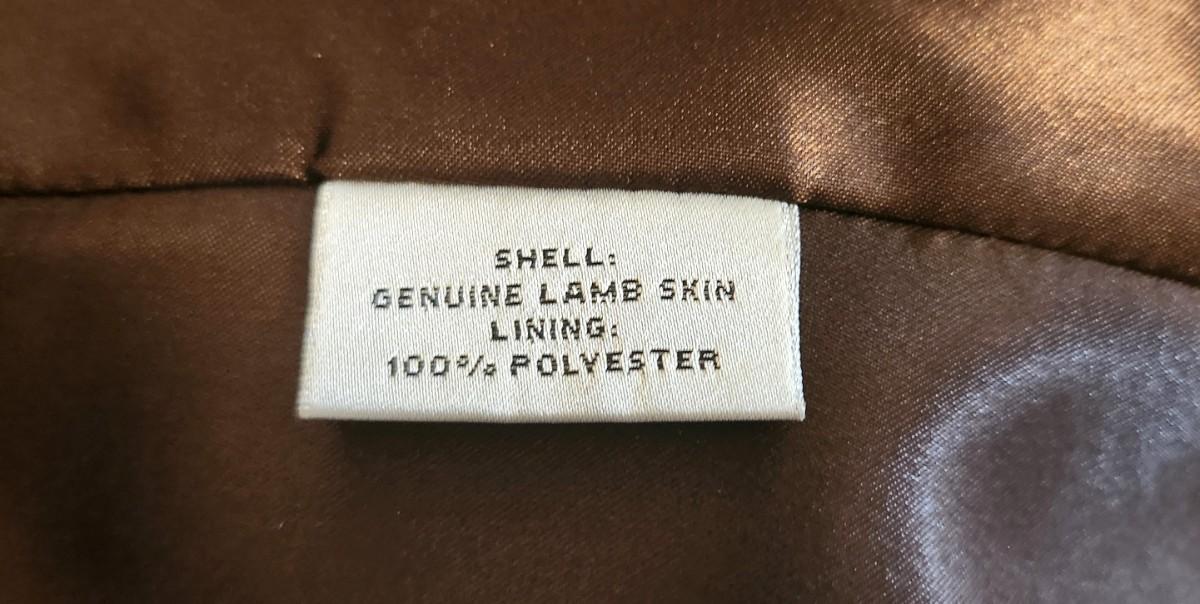 SHELL:
GENUINE LAMB SKIN
LINING:
100% POLYESTER